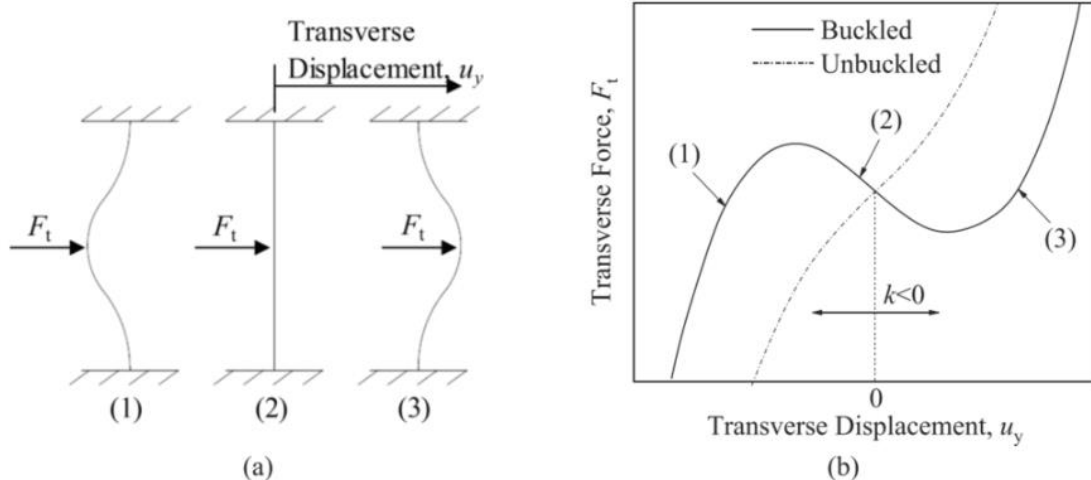 Transverse
Displacement, u_y
F_t
F_t
F_t
(1)
(2)
(3)
(a)
Buckled
Unbuckled
(1)
(2)
(3)
k<0
0
Transverse Force, F_t
Transverse Displacement, u_y
(b)